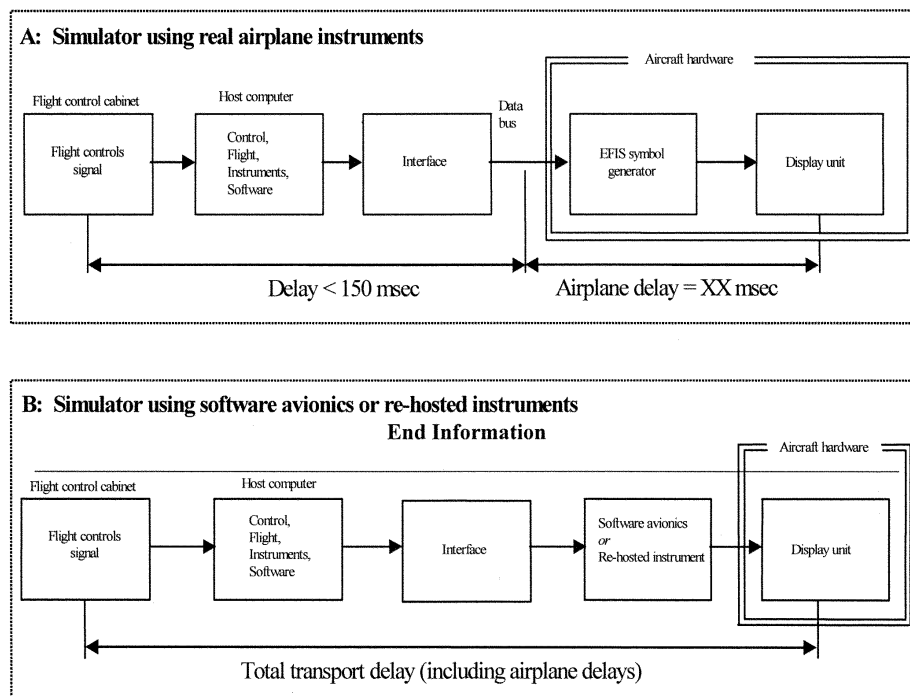 A: Simulator using real airplane instruments
Aircraft hardware
Flight control cabinet
Host computer
Data
bus
Flight controls
signal
Control,
Flight,
Instruments,
Software
Interface
EFIS symbol
generator
Display unit
Delay < 150 msec
Airplane delay = XX msec
B: Simulator using software avionics or re-hosted instruments
End Information
Aircraft hardware
Flight control cabinet
Host computer
Flight controls
signal
Control,
Flight,
Instruments,
Software
Interface
Software avionics
or
Re-hosted instrument
Display unit
Total transport delay (including airplane delays)